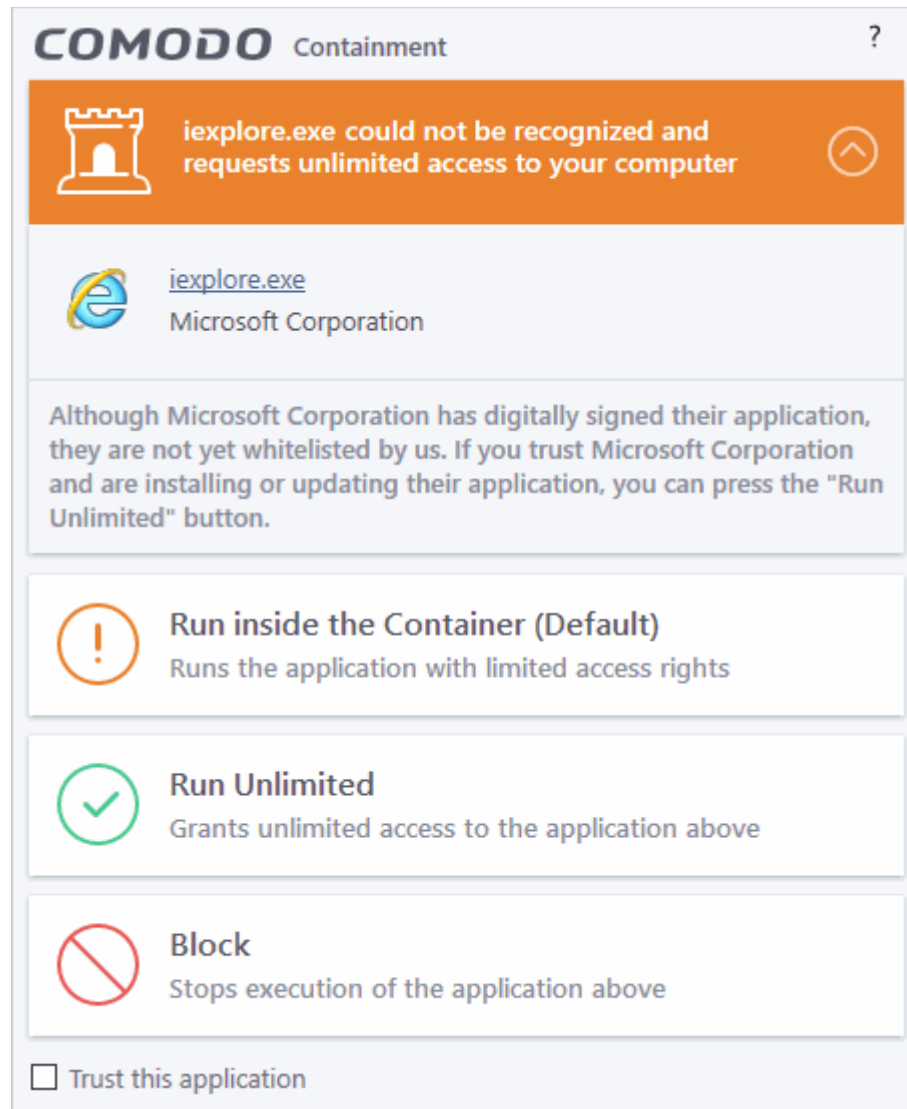 COMODO Containment ?
iexplore.exe could not be recognized and
requests unlimited access to your computer
iexplore.exe
Microsoft Corporation
Although Microsoft Corporation has digitally signed their application,
they are not yet whitelisted by us. If you trust Microsoft Corporation
and are installing or updating their application, you can press the "Run
Unlimited" button.
Run inside the Container (Default)
Runs the application with limited access rights
Run Unlimited
Grants unlimited access to the application above
Block
Stops execution of the application above
Trust this application